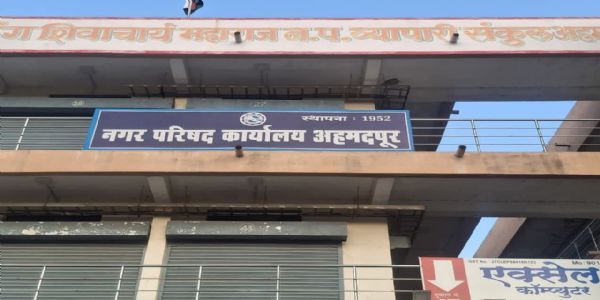 शिवाचार्य महाराज न.प. व्यापारी संकुल
स्थापना : 1952
नगर परिषद कार्यालय अहमदपूर
एक्सेल
कॉम्प्युटर